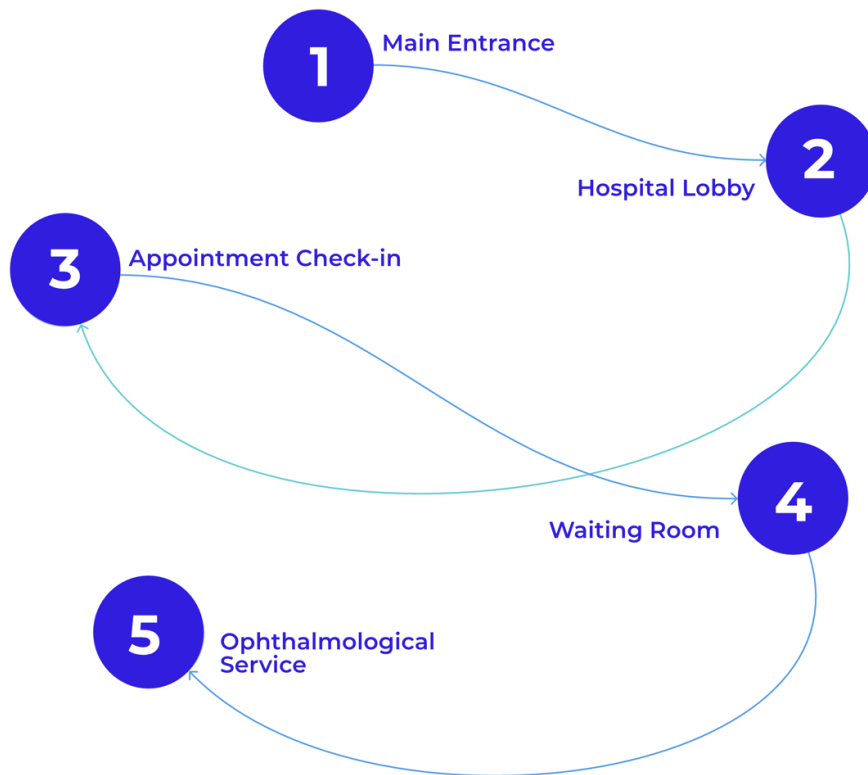 1
Main Entrance
2
Hospital Lobby
3
Appointment Check-in
4
Waiting Room
5
Ophthalmological
Service